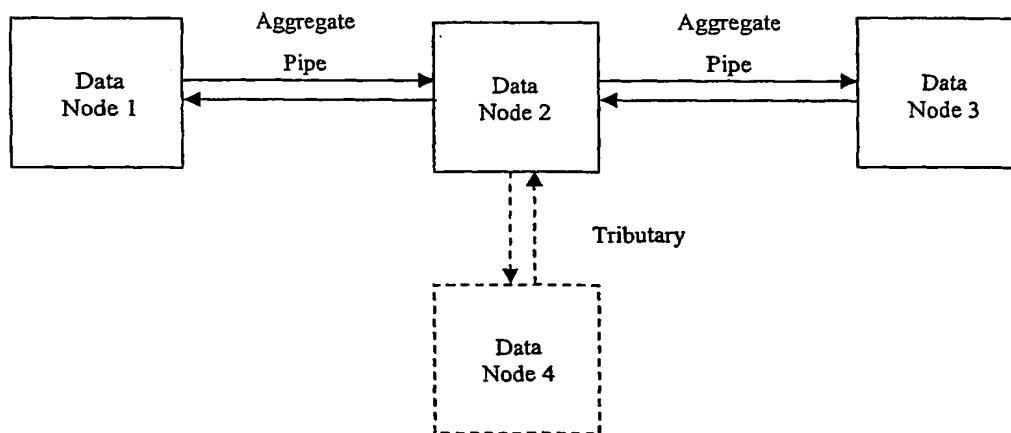 Aggregate
Pipe
Aggregate
Pipe
Data
Node 1
Data
Node 2
Data
Node 3
Tributary
Data
Node 4